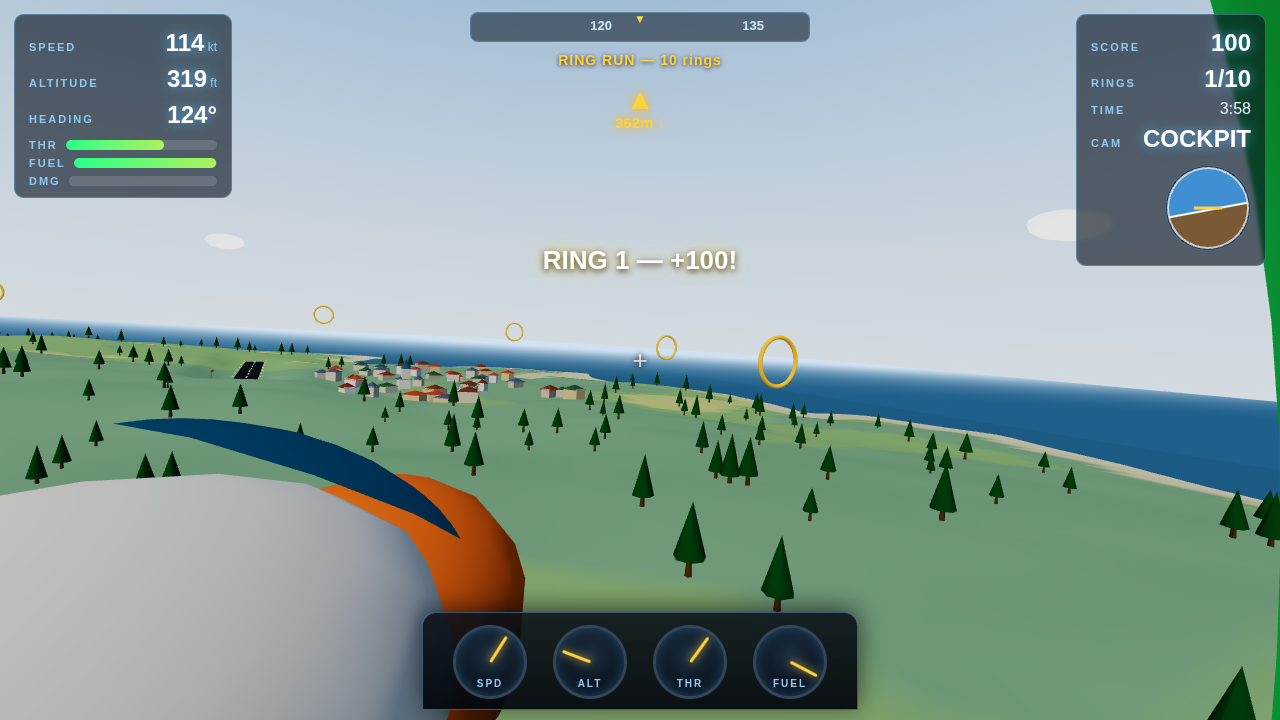 SPEED 114 kt
ALTITUDE 319 ft
HEADING 124°
THR
FUEL
DMG
120 135
RING RUN — 10 rings
362m ↓
RING 1 — +100!
SCORE 100
RINGS 1/10
TIME 3:58
CAM COCKPIT
SPD ALT THR FUEL